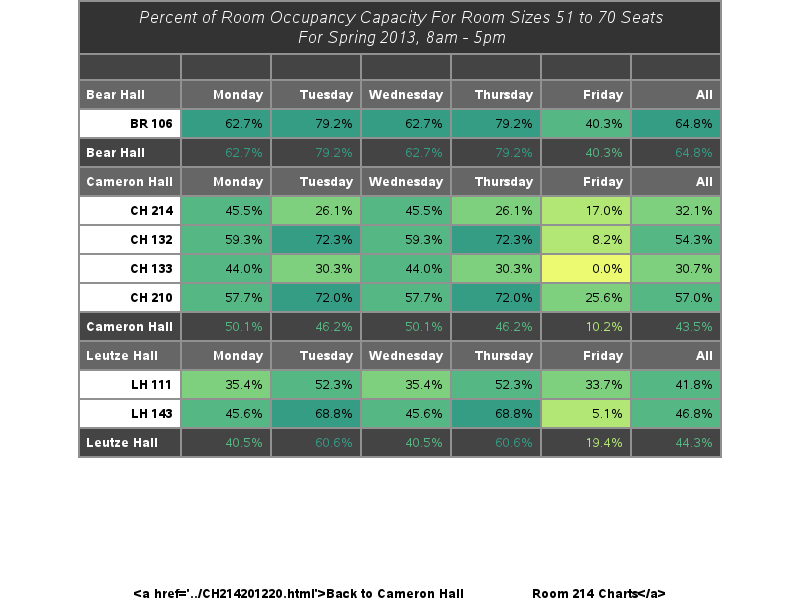 Percent of Room Occupancy Capacity For Room Sizes 51 to 70 Seats
For Spring 2013, 8am - 5pm
Bear Hall Monday Tuesday Wednesday Thursday Friday All
BR 106 62.7% 79.2% 62.7% 79.2% 40.3% 64.8%
Bear Hall 62.7% 79.2% 62.7% 79.2% 40.3% 64.8%
Cameron Hall Monday Tuesday Wednesday Thursday Friday All
CH 214 45.5% 26.1% 45.5% 26.1% 17.0% 32.1%
CH 132 59.3% 72.3% 59.3% 72.3% 8.2% 54.3%
CH 133 44.0% 30.3% 44.0% 30.3% 0.0% 30.7%
CH 210 57.7% 72.0% 57.7% 72.0% 25.6% 57.0%
Cameron Hall 50.1% 46.2% 50.1% 46.2% 10.2% 43.5%
Leutze Hall Monday Tuesday Wednesday Thursday Friday All
LH 111 35.4% 52.3% 35.4% 52.3% 33.7% 41.8%
LH 143 45.6% 68.8% 45.6% 68.8% 5.1% 46.8%
Leutze Hall 40.5% 60.6% 40.5% 60.6% 19.4% 44.3%
<a href='../CH214201220.html'>Back to Cameron Hall Room 214 Charts</a>